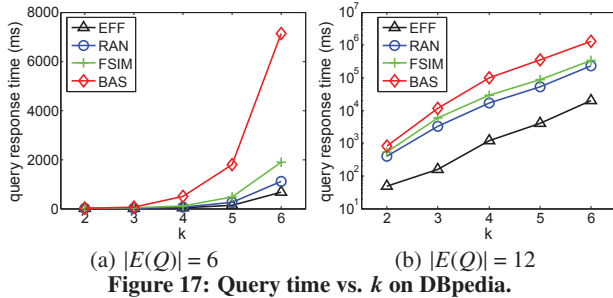 query response time (ms)
8000
6000
4000
2000
0
EFF
RAN
FSIM
BAS
2 3 4 5 6
k
(a) |E(Q)| = 6
query response time (ms)
10^7
10^6
10^5
10^4
10^3
10^2
10^1
EFF
RAN
FSIM
BAS
2 3 4 5 6
k
(b) |E(Q)| = 12
Figure 17: Query time vs. k on DBpedia.